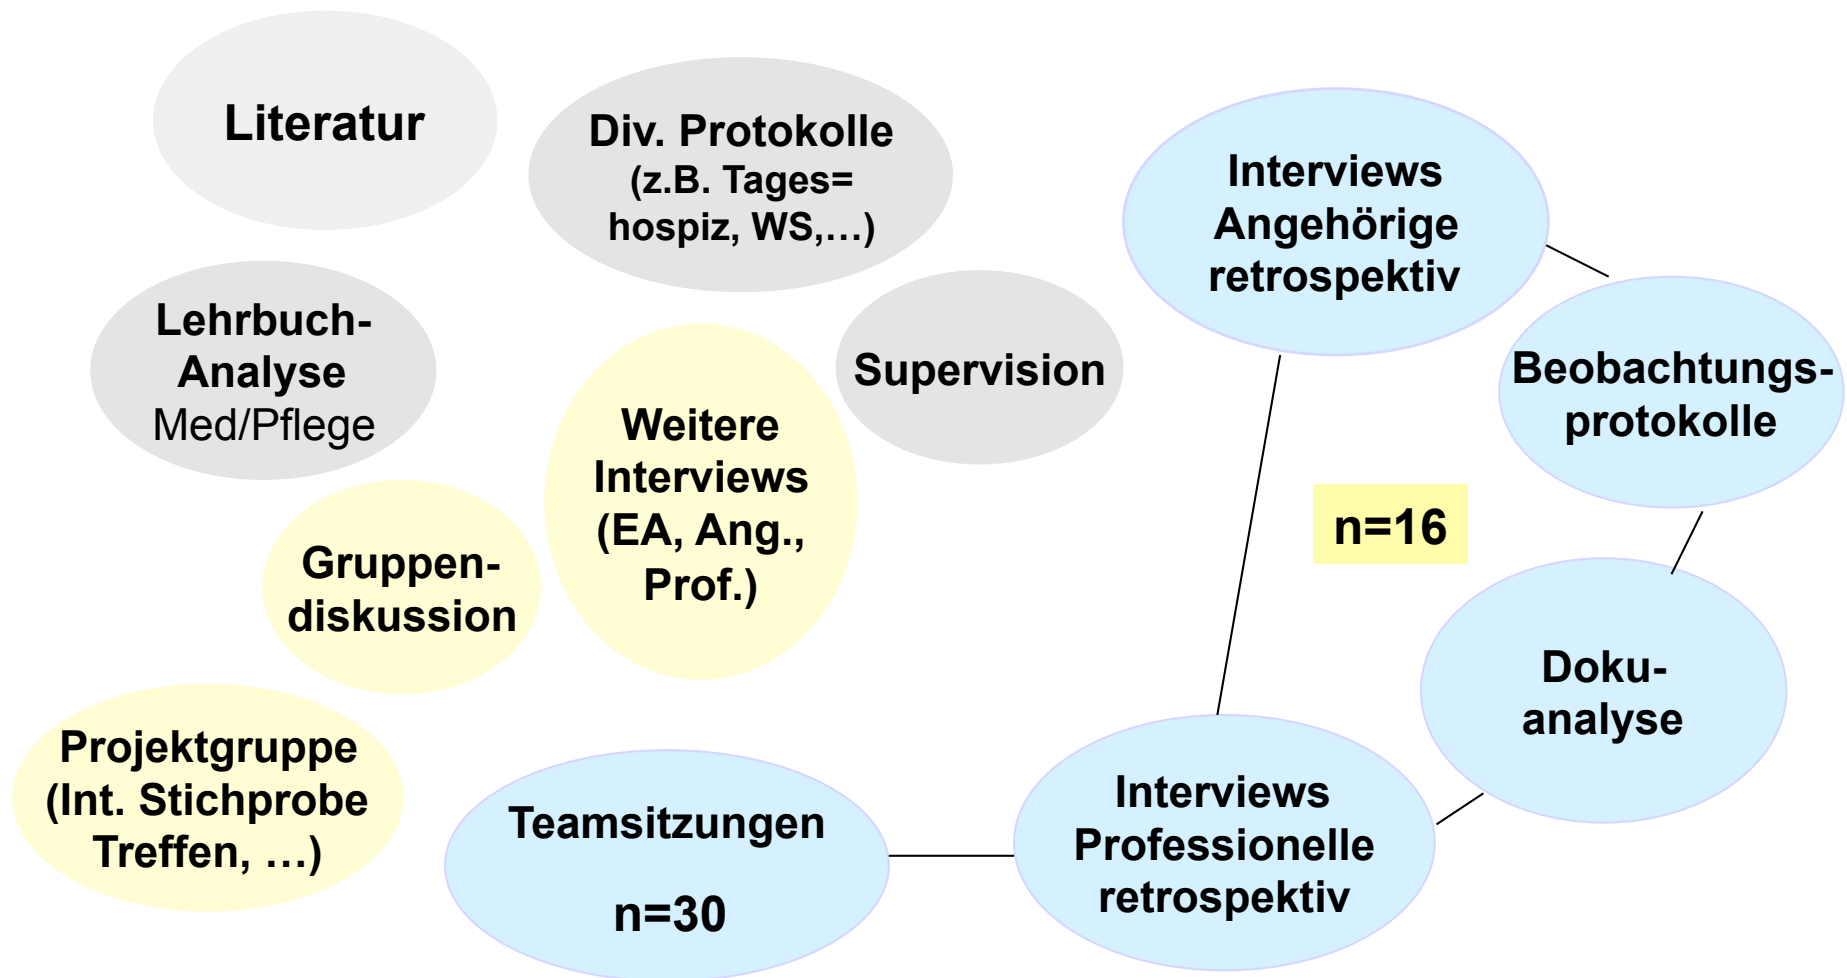 Literatur
Div. Protokolle
(z.B. Tages=
hospiz, WS,…)
Interviews
Angehörige
retrospektiv
Lehrbuch-
Analyse
Med/Pflege
Supervision
Beobachtungs-
protokolle
Weitere
Interviews
(EA, Ang.,
Prof.)
n=16
Gruppen-
diskussion
Doku-
analyse
Projektgruppe
(Int. Stichprobe
Treffen, …)
Teamsitzungen
n=30
Interviews
Professionelle
retrospektiv